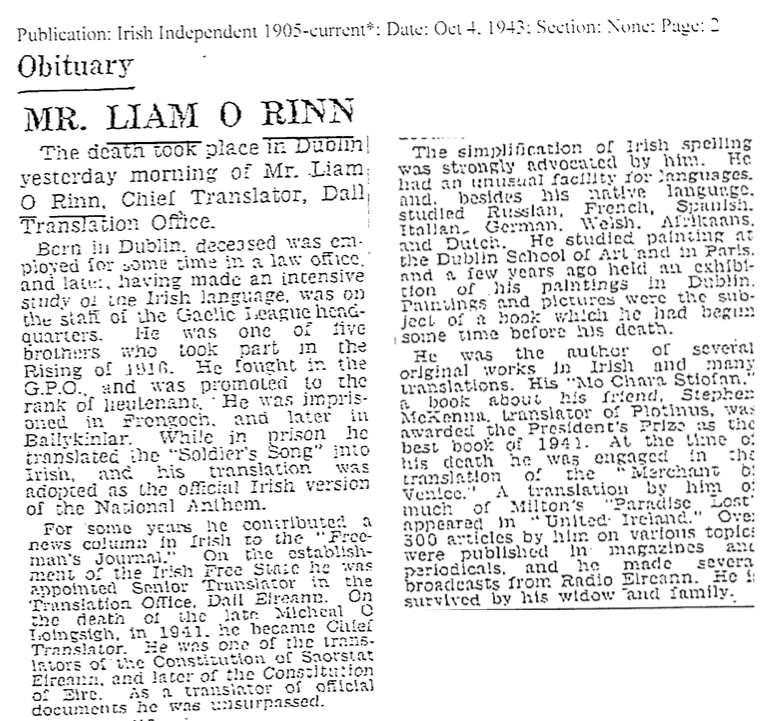 Publication: Irish Independent 1905-current*: Date: Oct 4, 1943: Section: None: Page: 2
Obituary
MR. LIAM O RINN
The death took place in Dublin
yesterday morning of Mr. Liam
O Rinn, Chief Translator, Dail
Translation Office.
Born in Dublin, deceased was em-
ployed for some time in a law office,
and later, having made an intensive
study of the Irish language, was on
the staff of the Gaelic League head-
quarters. He was one of five
brothers who took part in the
Rising of 1916. He fought in the
G.P.O., and was promoted to the
rank of lieutenant. He was impris-
oned in Frongoch, and later in
Ballykinlar. While in prison he
translated the "Soldier's Song" into
Irish, and his translation was
adopted as the official Irish version
of the National Anthem.
For some years he contributed a
news column in Irish to the "Free-
man's Journal." On the establish-
ment of the Irish Free State he was
appointed Senior Translator in the
Translation Office, Dail Eireann. On
the death of the late Micheal O
Loingsigh, in 1941, he became Chief
Translator. He was one of the trans-
lators of the Constitution of Saorstat
Eireann, and later of the Constitution
of Eire. As a translator of official
documents he was unsurpassed.
The simplification of Irish spelling
was strongly advocated by him. He
had an unusual facility for languages,
and, besides his native language,
studied Russian, French, Spanish,
Italian, German, Welsh, Afrikaans,
and Dutch. He studied painting at
the Dublin School of Art and in Paris,
and a few years ago held an exhibi-
tion of his paintings in Dublin.
Paintings and pictures were the sub-
ject of a book which he had begun
some time before his death.
He was the author of several
original works in Irish and many
translations. His "Mo Chara Stiofan,"
a book about his friend, Stephen
McKenna, translator of Plotinus, was
awarded the President's Prize as the
best book of 1941. At the time of
his death he was engaged in the
translation of the "Merchant of
Venice." A translation by him of
much of Milton's "Paradise Lost"
appeared in "United Ireland." Over
300 articles by him on various topics
were published in magazines and
periodicals, and he made severa
broadcasts from Radio Eireann. He is
survived by his widow and family.